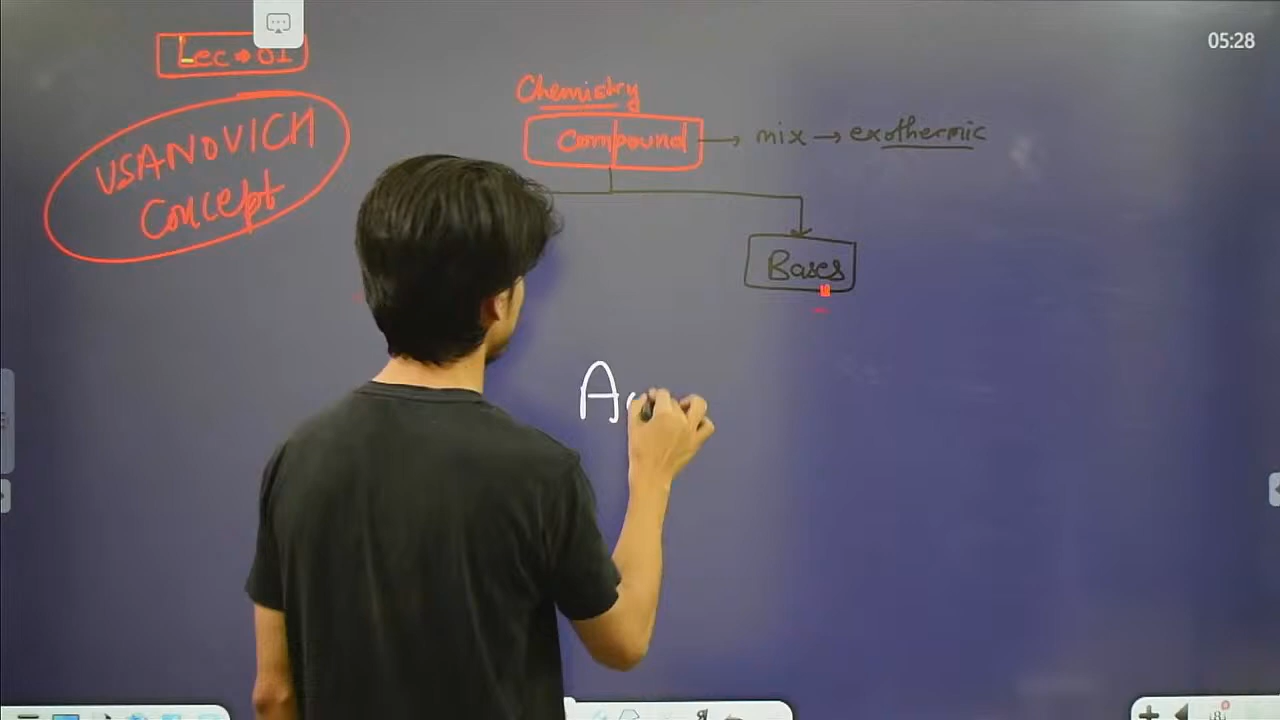 Lec → 01
05:28
USANOVICH
Concept
Chemistry
Compound → mix → exothermic
Bases
A